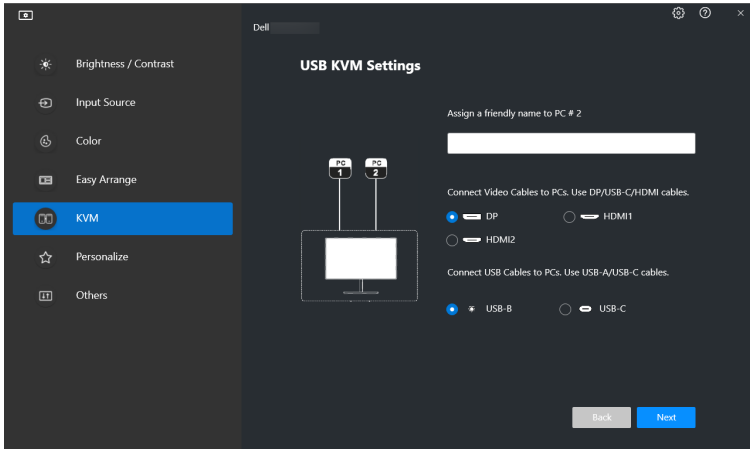 Dell
Brightness / Contrast
Input Source
Color
Easy Arrange
KVM
Personalize
Others
USB KVM Settings
PC 1
PC 2
Assign a friendly name to PC # 2
Connect Video Cables to PCs. Use DP/USB-C/HDMI cables.
DP HDMI1
HDMI2
Connect USB Cables to PCs. Use USB-A/USB-C cables.
USB-B USB-C
Back Next